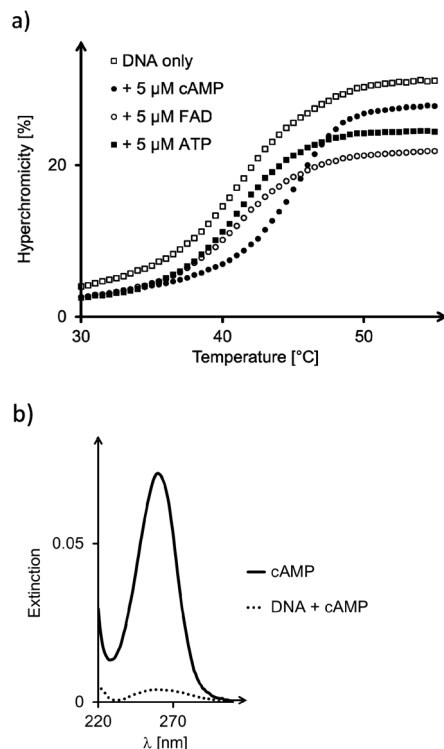 a)
DNA only
+ 5 µM cAMP
+ 5 µM FAD
+ 5 µM ATP
Hyperchromicity [%]
20
0
30
40
50
Temperature [°C]
b)
Extinction
0.05
0
220
270
λ [nm]
cAMP
DNA + cAMP